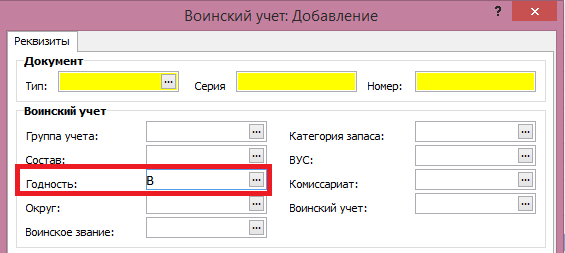 Воинский учет: Добавление ? ×
Реквизиты
Документ
Тип: ... Серия Номер:
Воинский учет
Группа учета: ... Категория запаса: ...
Состав: ... ВУС: ...
Годность: В ... Комиссариат: ...
Округ: ... Воинский учет: ...
Воинское звание: ...